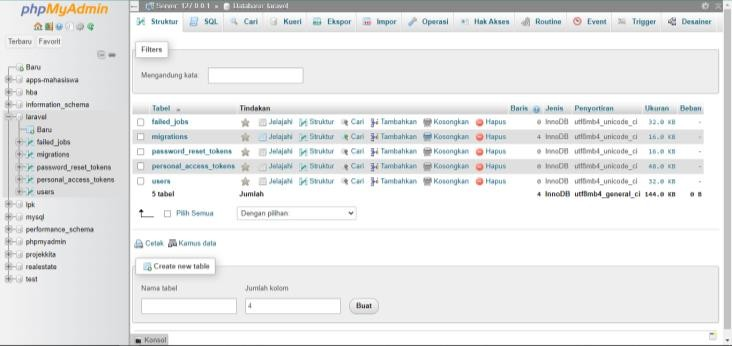 phpMyAdmin
Terbaru Favorit
Baru
apps-mahasiswa
hba
information_schema
laravel
Baru
failed_jobs
migrations
password_reset_tokens
personal_access_tokens
users
lpk
mysql
performance_schema
phpmyadmin
projekkita
realestate
test
Server: 127.0.0.1 » Database: laravel
Struktur SQL Cari Kueri Ekspor Impor Operasi Hak Akses Routine Event Trigger Desainer
Filters
Mengandung kata:
Tabel Tindakan Baris Jenis Penyortiran Ukuran Beban
failed_jobs Jelajahi Struktur Cari Tambahkan Kosongkan Hapus 0 InnoDB utf8mb4_unicode_ci 32.0 KB -
migrations Jelajahi Struktur Cari Tambahkan Kosongkan Hapus 4 InnoDB utf8mb4_unicode_ci 16.0 KB -
password_reset_tokens Jelajahi Struktur Cari Tambahkan Kosongkan Hapus 0 InnoDB utf8mb4_unicode_ci 16.0 KB -
personal_access_tokens Jelajahi Struktur Cari Tambahkan Kosongkan Hapus 0 InnoDB utf8mb4_unicode_ci 48.0 KB -
users Jelajahi Struktur Cari Tambahkan Kosongkan Hapus 0 InnoDB utf8mb4_unicode_ci 32.0 KB -
5 tabel Jumlah 4 InnoDB utf8mb4_general_ci 144.0 KB 0 B
Pilih Semua Dengan pilihan:
Cetak Kamus data
Create new table
Nama tabel Jumlah kolom
4 Buat
Konsol